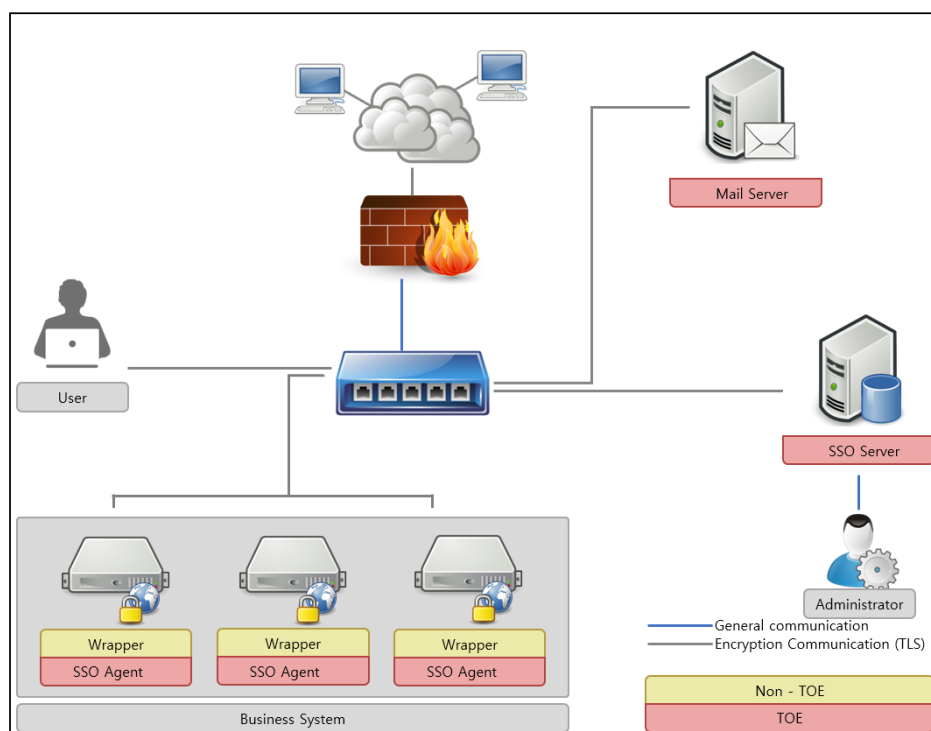 Mail Server
User
SSO Server
Administrator
General communication
Encryption Communication (TLS)
Wrapper
SSO Agent
Wrapper
SSO Agent
Wrapper
SSO Agent
Business System
Non - TOE
TOE